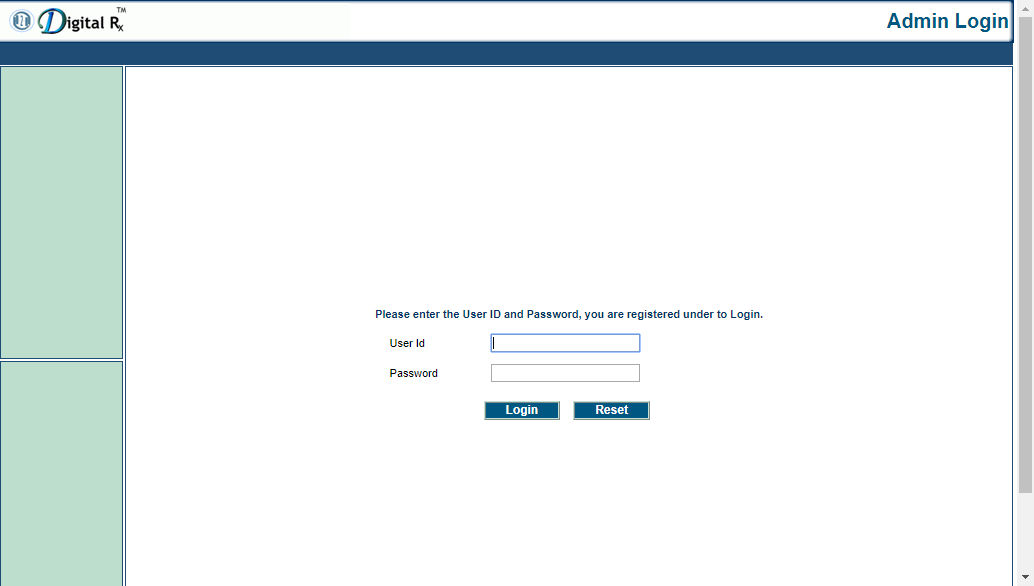 Digital Rx TM
Admin Login
Please enter the User ID and Password, you are registered under to Login.
User Id
Password
Login
Reset